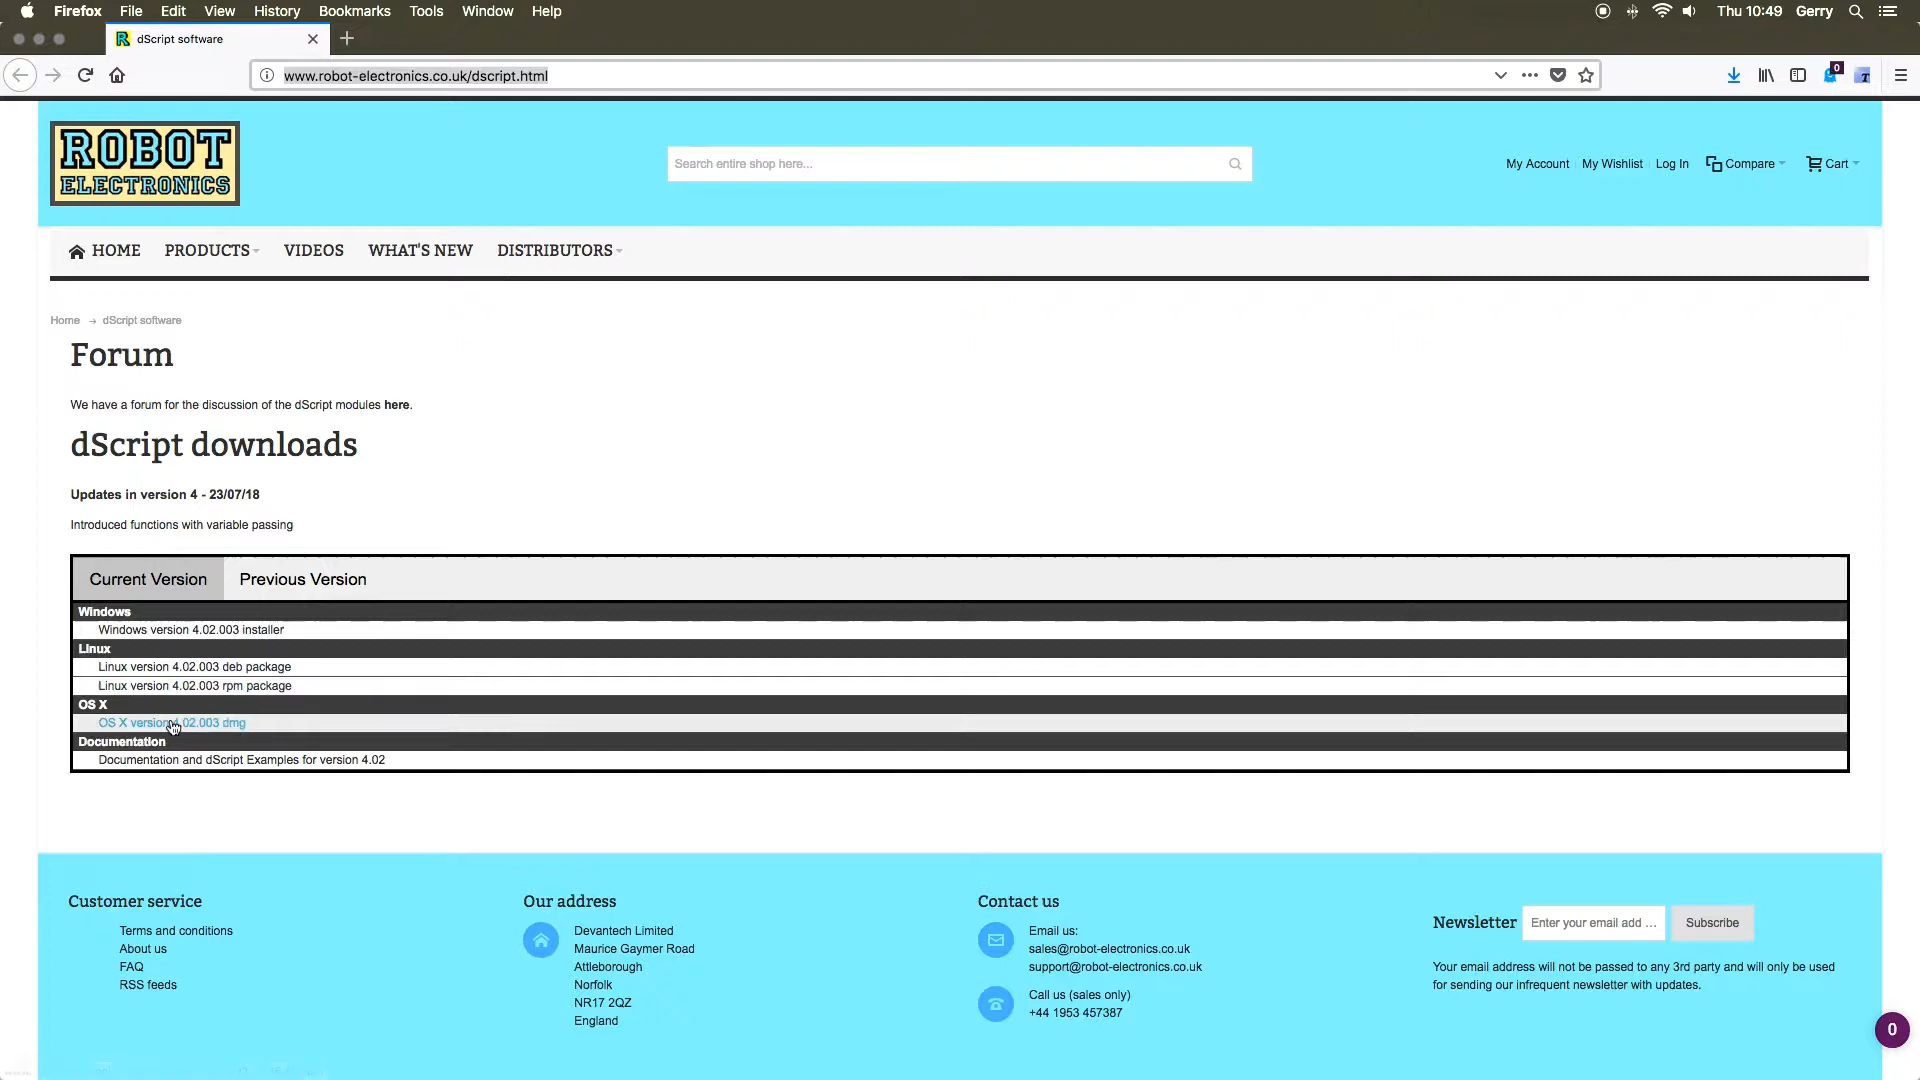 Firefox File Edit View History Bookmarks Tools Window Help Thu 10:49 Gerry
dScript software
www.robot-electronics.co.uk/dscript.html
0
ROBOT
ELECTRONICS
Search entire shop here...
My Account My Wishlist Log In Compare Cart
HOME PRODUCTS VIDEOS WHAT'S NEW DISTRIBUTORS
Home → dScript software
Forum
We have a forum for the discussion of the dScript modules here.
dScript downloads
Updates in version 4 - 23/07/18
Introduced functions with variable passing
Current Version Previous Version
Windows
Windows version 4.02.003 installer
Linux
Linux version 4.02.003 deb package
Linux version 4.02.003 rpm package
OS X
OS X version 4.02.003 dmg
Documentation
Documentation and dScript Examples for version 4.02
Customer service
Terms and conditions
About us
FAQ
RSS feeds
Our address
Devantech Limited
Maurice Gaymer Road
Attleborough
Norfolk
NR17 2QZ
England
Contact us
Email us:
sales@robot-electronics.co.uk
support@robot-electronics.co.uk
Call us (sales only)
+44 1953 457387
Newsletter Enter your email add ... Subscribe
Your email address will not be passed to any 3rd party and will only be used
for sending our infrequent newsletter with updates.
0